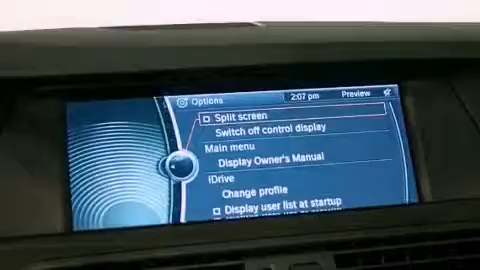 Options
2:07 pm
Preview
Split screen
Switch off control display
Main menu
Display Owner's Manual
iDrive
Change profile
Display user list at startup